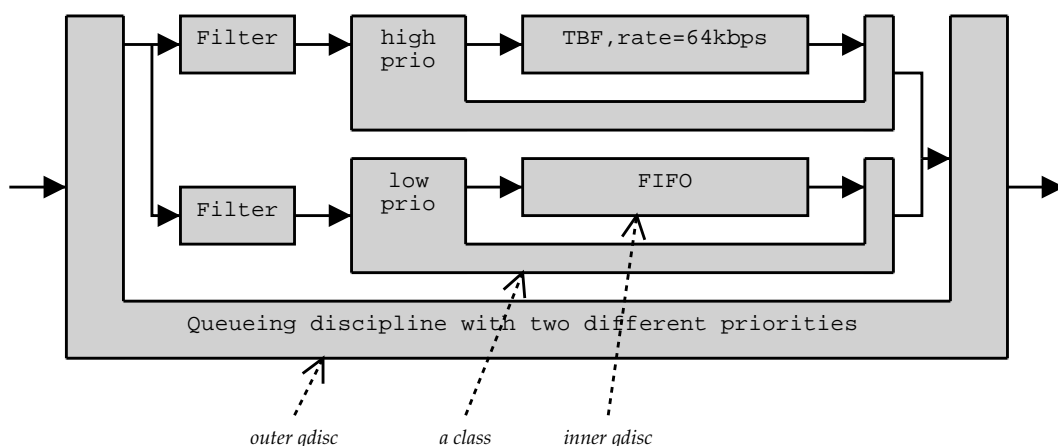 Filter
high
prio
TBF,rate=64kbps
Filter
low
prio
FIFO
Queueing discipline with two different priorities
outer qdisc
a class
inner qdisc